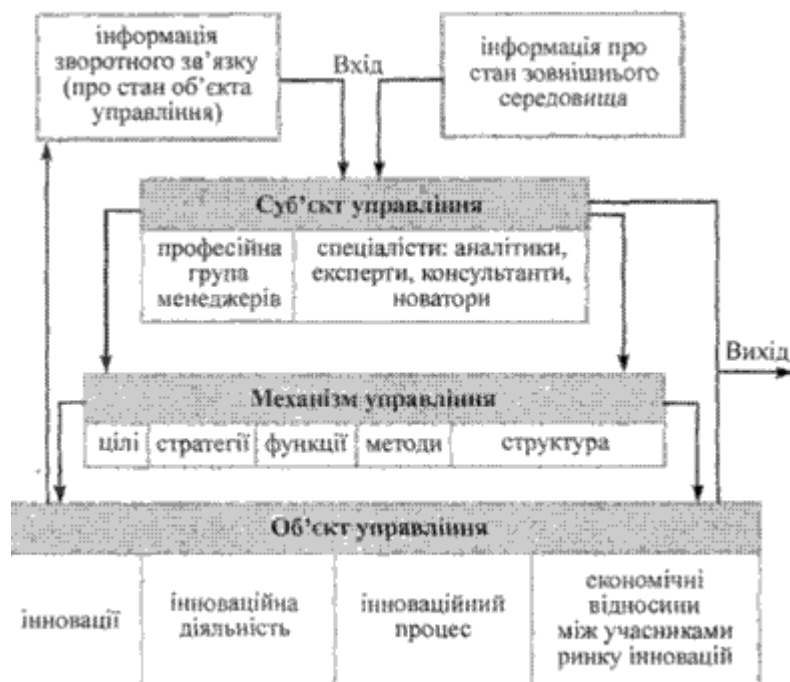 інформація
зворотного зв’язку
(про стан об’єкта
управління)
Вхід
інформація про
стан зовнішнього
середовища
Суб’єкт управління
професійна
група
менеджерів
спеціалісти: аналітики,
експерти, консультанти,
новатори
Вихід
Механізм управління
цілі
стратегії
функції
методи
структура
Об’єкт управління
інновації
інноваційна
діяльність
інноваційний
процес
економічні
відносини
між учасниками
ринку інновацій